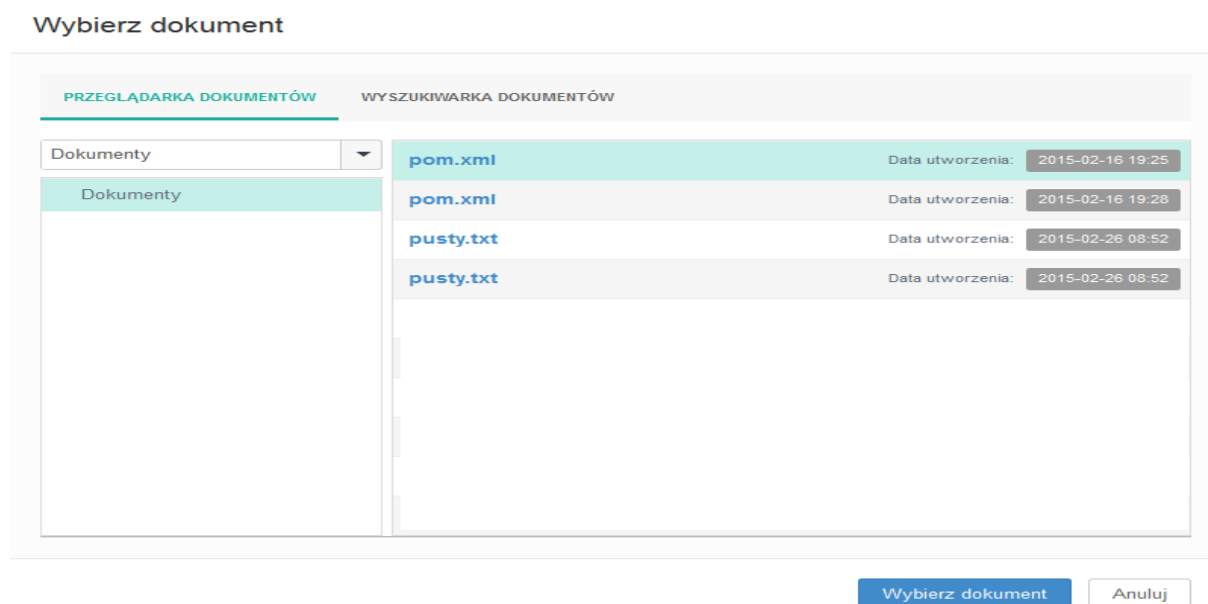 Wybierz dokument
PRZEGLĄDARKA DOKUMENTÓW WYSZUKIWARKA DOKUMENTÓW
Dokumenty
Dokumenty
pom.xml Data utworzenia: 2015-02-16 19:25
pom.xml Data utworzenia: 2015-02-16 19:28
pusty.txt Data utworzenia: 2015-02-26 08:52
pusty.txt Data utworzenia: 2015-02-26 08:52
Wybierz dokument Anuluj